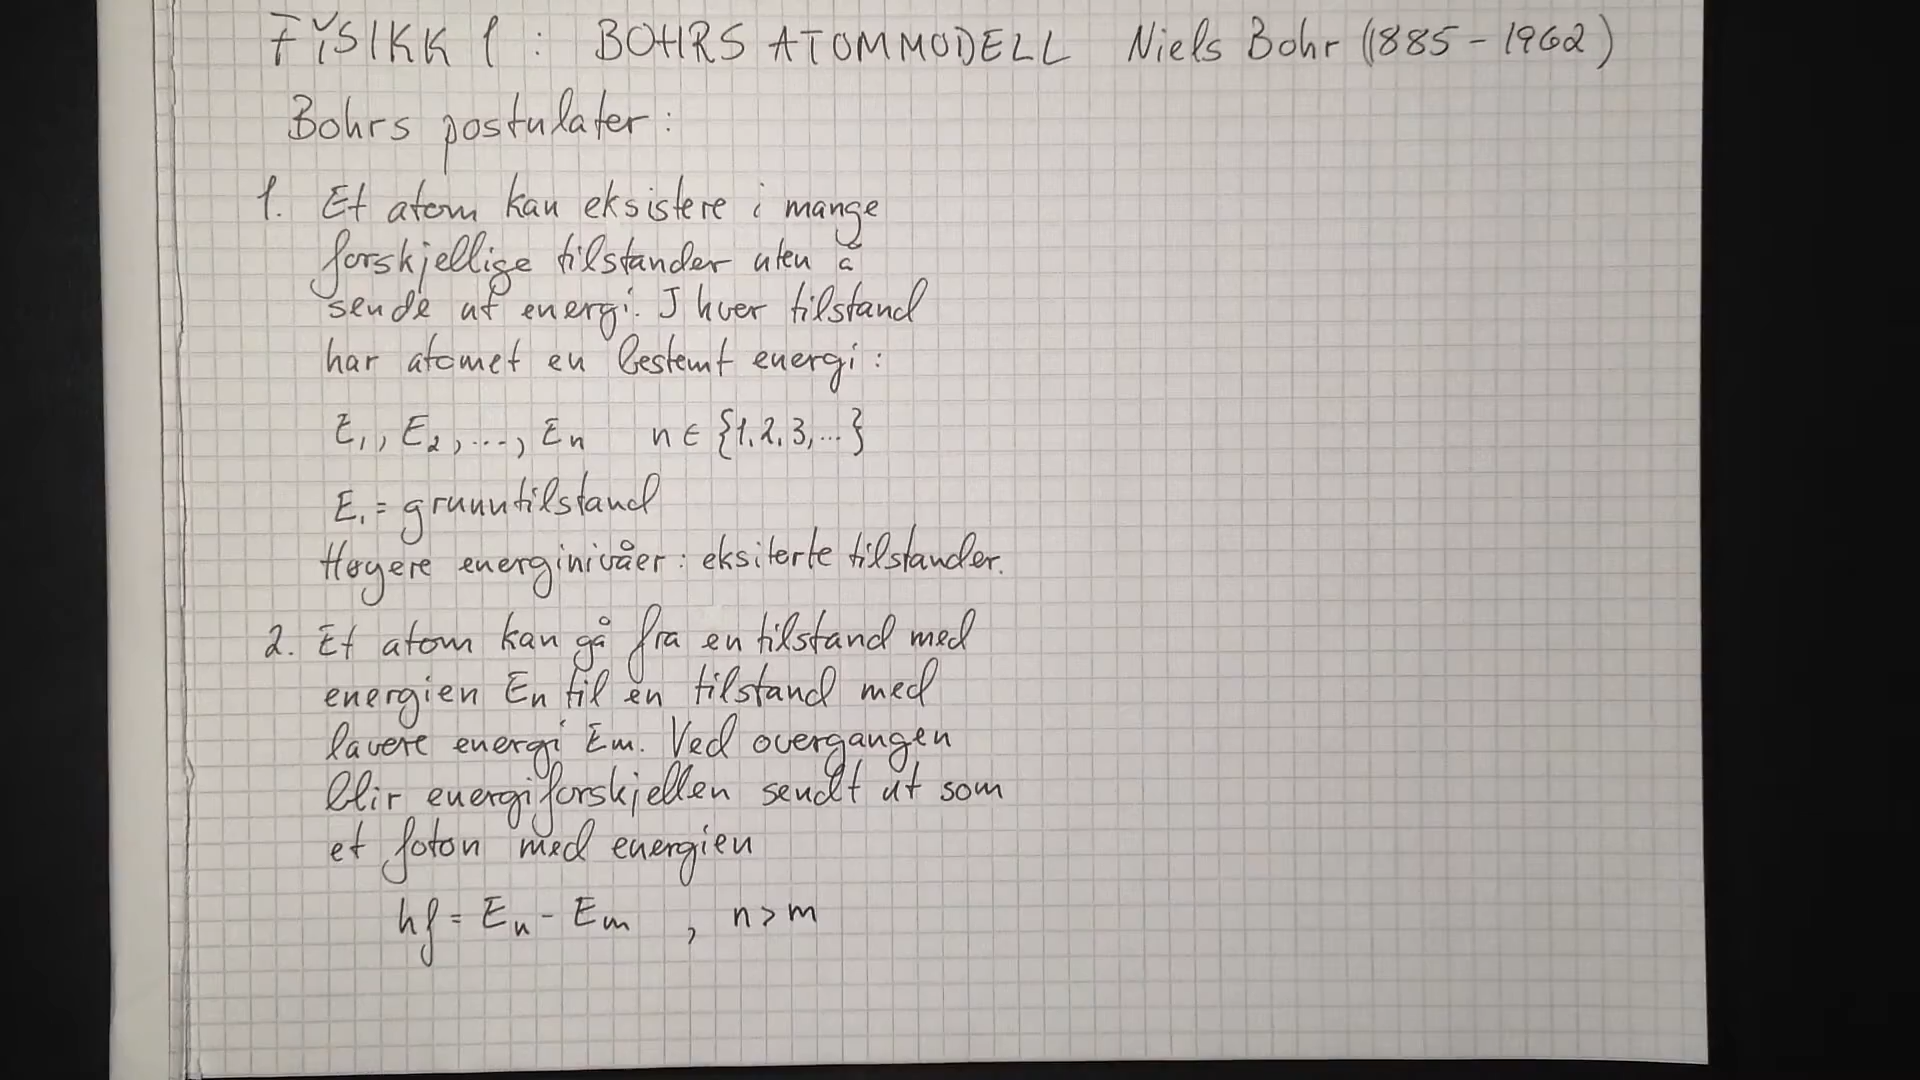 FYSIKK 1 : BOHRS ATOMMODELL Niels Bohr (1885 - 1962)
Bohrs postulater :
1. Et atom kan eksistere i mange
forskjellige tilstander uten å
sende ut energi. I hver tilstand
har atomet en bestemt energi :
E₁, E₂, ..., Eₙ n ∈ {1, 2, 3, ...}
E₁ = grunntilstand
Høyere energinivåer : eksiterte tilstander.
2. Et atom kan gå fra en tilstand med
energien En til en tilstand med
lavere energi Em. Ved overgangen
blir energiforskjellen sendt ut som
et foton med energien
hf = Eₙ - Eₘ , n > m